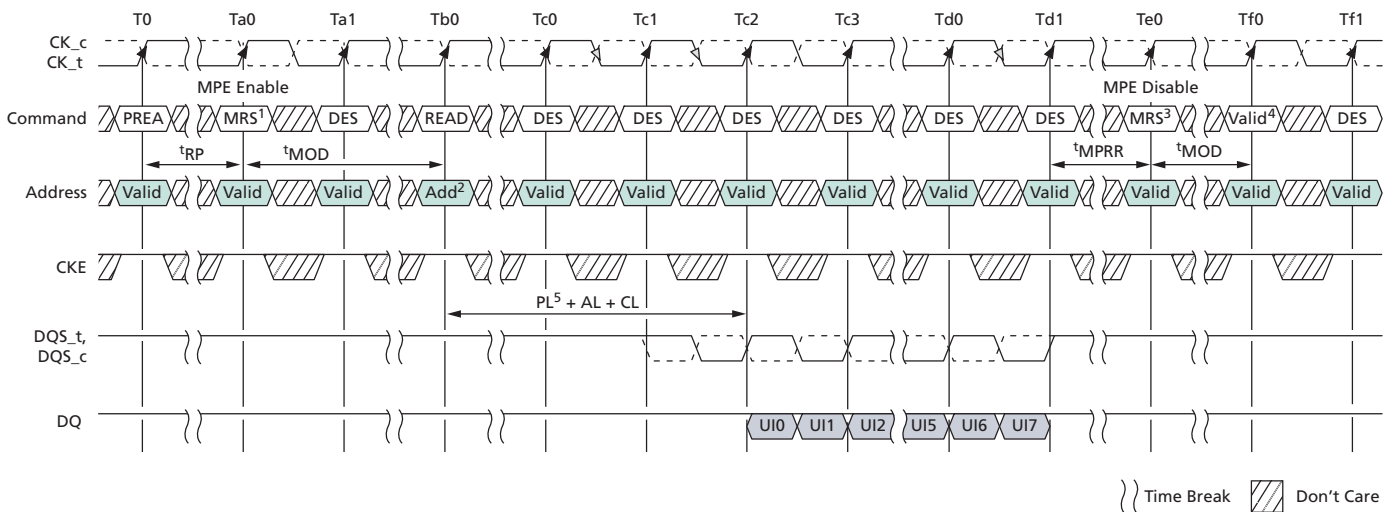 T0 Ta0 Ta1 Tb0 Tc0 Tc1 Tc2 Tc3 Td0 Td1 Te0 Tf0 Tf1
CK_c
CK_t
MPE Enable MPE Disable
Command PREA MRS¹ DES READ DES DES DES DES DES DES MRS³ Valid⁴ DES
tRP tMOD tMPRR tMOD
Address Valid Valid Valid Add² Valid Valid Valid Valid Valid Valid Valid Valid Valid
CKE
PL⁵ + AL + CL
DQS_t,
DQS_c
DQ UI0 UI1 UI2 UI5 UI6 UI7
Time Break Don't Care